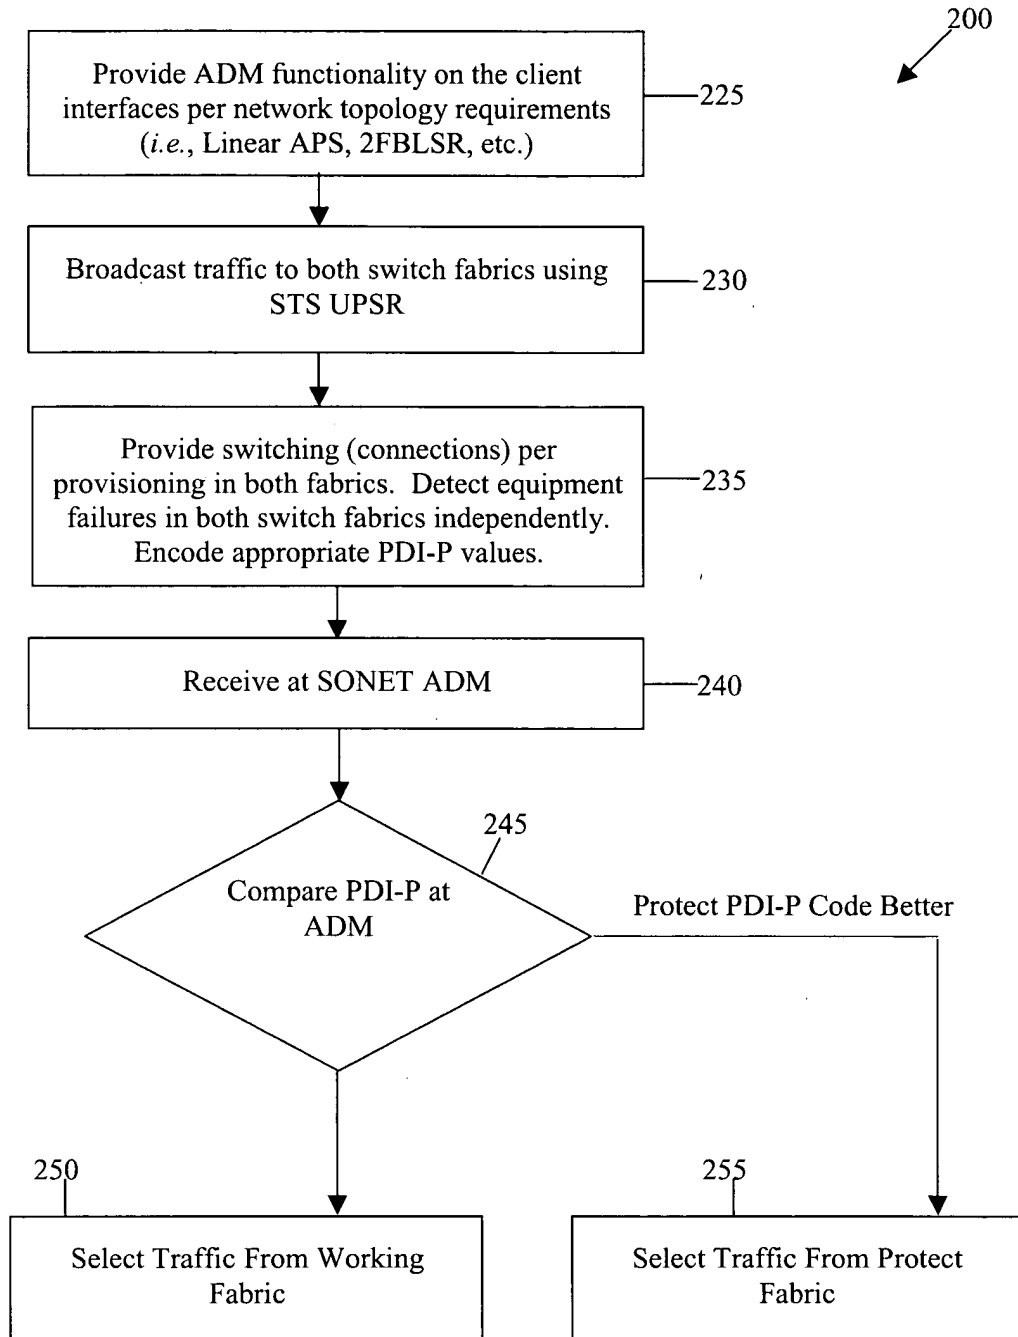 200
Provide ADM functionality on the client
interfaces per network topology requirements
(i.e., Linear APS, 2FBLSR, etc.)
225
Broadcast traffic to both switch fabrics using
STS UPSR
230
Provide switching (connections) per
provisioning in both fabrics. Detect equipment
failures in both switch fabrics independently.
Encode appropriate PDI-P values.
235
Receive at SONET ADM
240
245
Compare PDI-P at
ADM
Protect PDI-P Code Better
250
255
Select Traffic From Working
Fabric
Select Traffic From Protect
Fabric